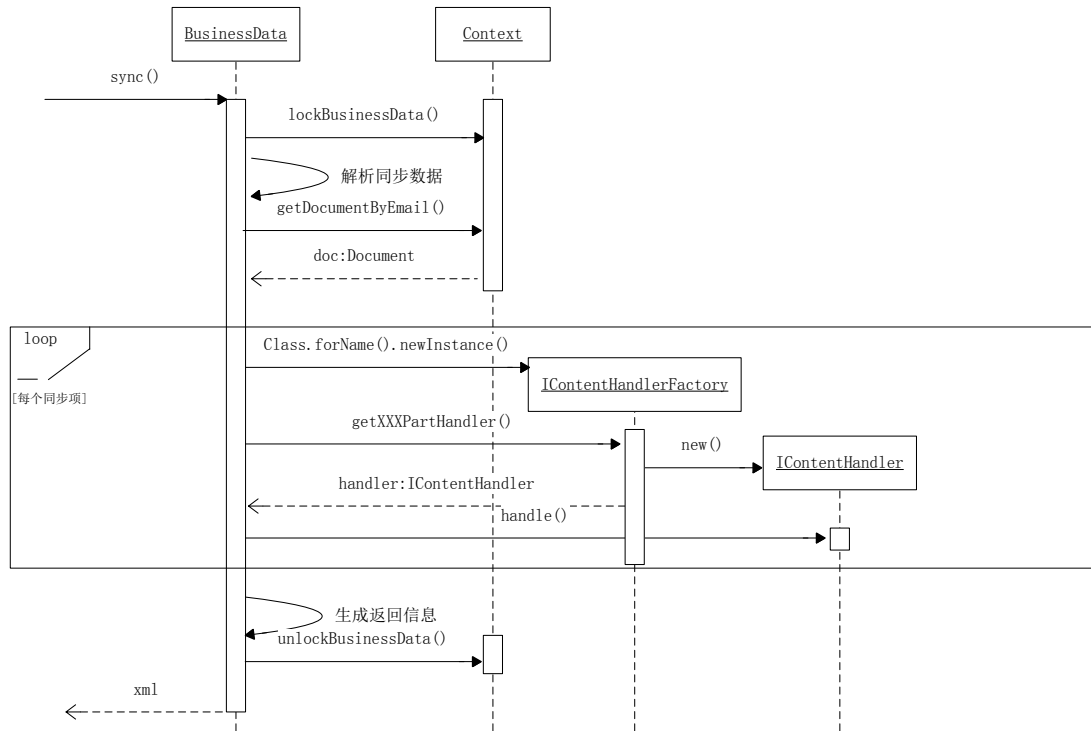 BusinessData
Context
sync()
lockBusinessData()
解析同步数据
getDocumentByEmail()
doc:Document
loop
[每个同步项]
Class.forName().newInstance()
IContentHandlerFactory
getXXXPartHandler()
new()
IContentHandler
handler:IContentHandler
handle()
生成返回信息
unlockBusinessData()
xml